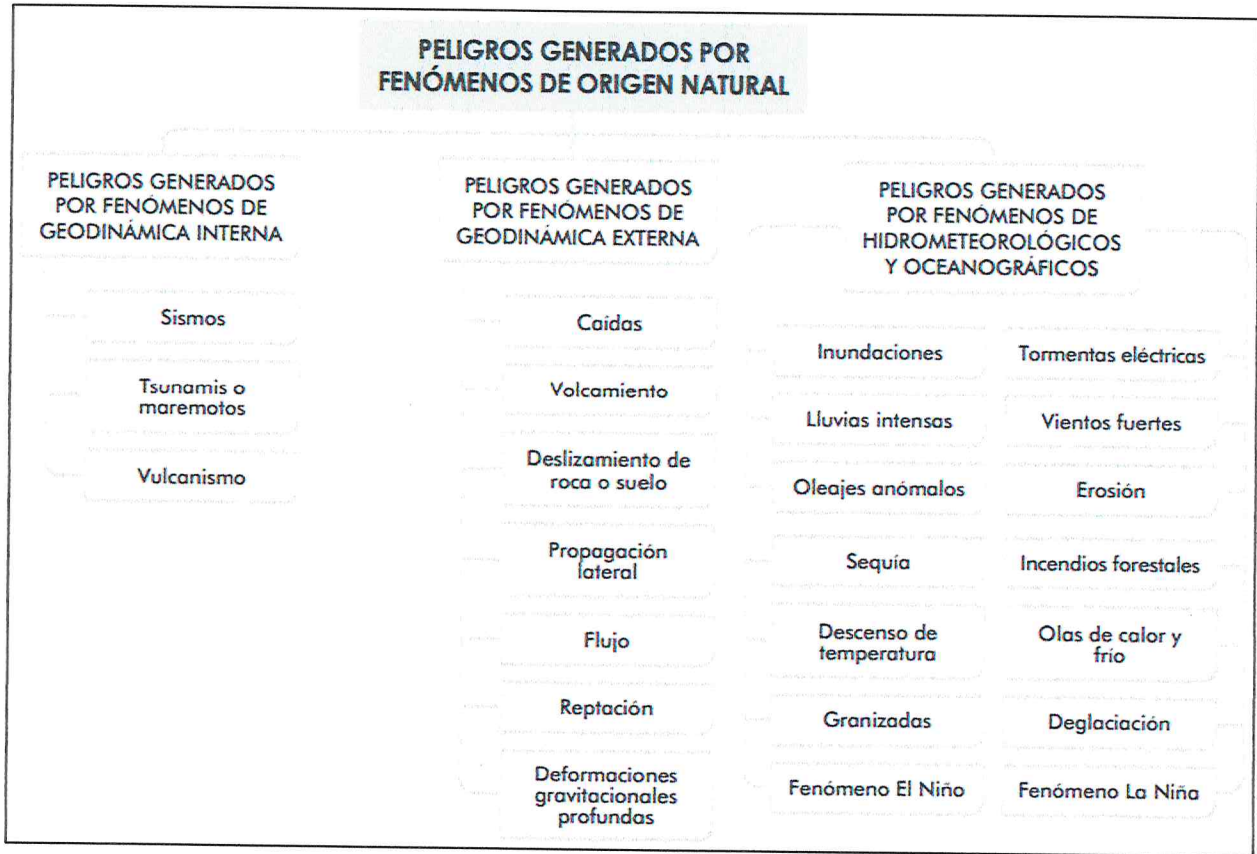 PELIGROS GENERADOS POR
FENÓMENOS DE ORIGEN NATURAL
PELIGROS GENERADOS
POR FENÓMENOS DE
GEODINÁMICA INTERNA
Sismos
Tsunamis o
maremotos
Vulcanismo
PELIGROS GENERADOS
POR FENÓMENOS DE
GEODINÁMICA EXTERNA
Caídas
Volcamiento
Deslizamiento de
roca o suelo
Propagación
lateral
Flujo
Reptación
Deformaciones
gravitacionales
profundas
PELIGROS GENERADOS
POR FENÓMENOS DE
HIDROMETEOROLÓGICOS
Y OCEANOGRÁFICOS
Inundaciones
Lluvias intensas
Oleajes anómalos
Sequía
Descenso de
temperatura
Granizadas
Fenómeno El Niño
Tormentas eléctricas
Vientos fuertes
Erosión
Incendios forestales
Olas de calor y
frío
Deglaciación
Fenómeno La Niña